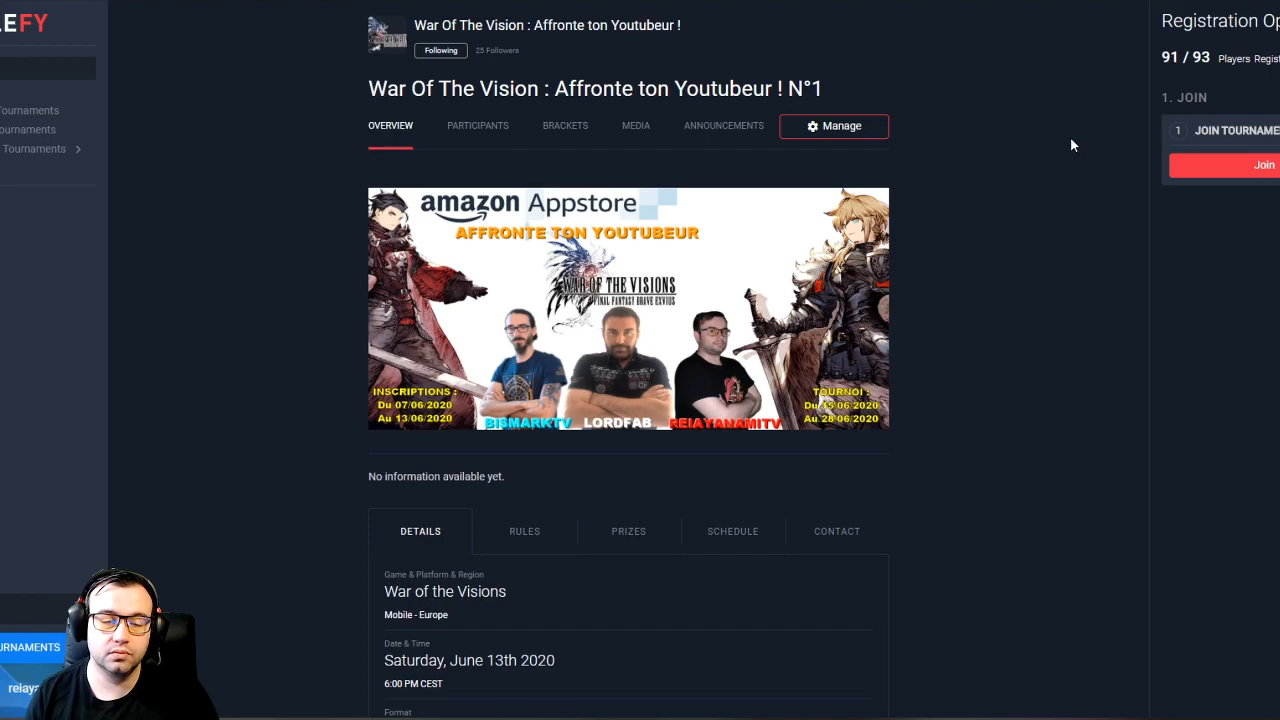 EFY
War Of The Vision : Affronte ton Youtubeur !
Following 25 Followers
War Of The Vision : Affronte ton Youtubeur ! N°1
OVERVIEW PARTICIPANTS BRACKETS MEDIA ANNOUNCEMENTS Manage
Registration Op
91 / 93 Players Regist
1. JOIN
1 JOIN TOURNAME
Join
Tournaments
ournaments
Tournaments
amazon Appstore
AFFRONTE TON YOUTUBEUR
WAR OF THE VISIONS
FINAL FANTASY BRAVE EXVIUS
INSCRIPTIONS :
Du 07/06/2020
Au 13/06/2020
TOURNOI :
Du 15/06/2020
Au 28/06/2020
BISMARKTV LORDFAB REIAYANAMITV
No information available yet.
DETAILS RULES PRIZES SCHEDULE CONTACT
Game & Platform & Region
War of the Visions
Mobile - Europe
Date & Time
Saturday, June 13th 2020
6:00 PM CEST
Format
URNAMENTS
reiaya